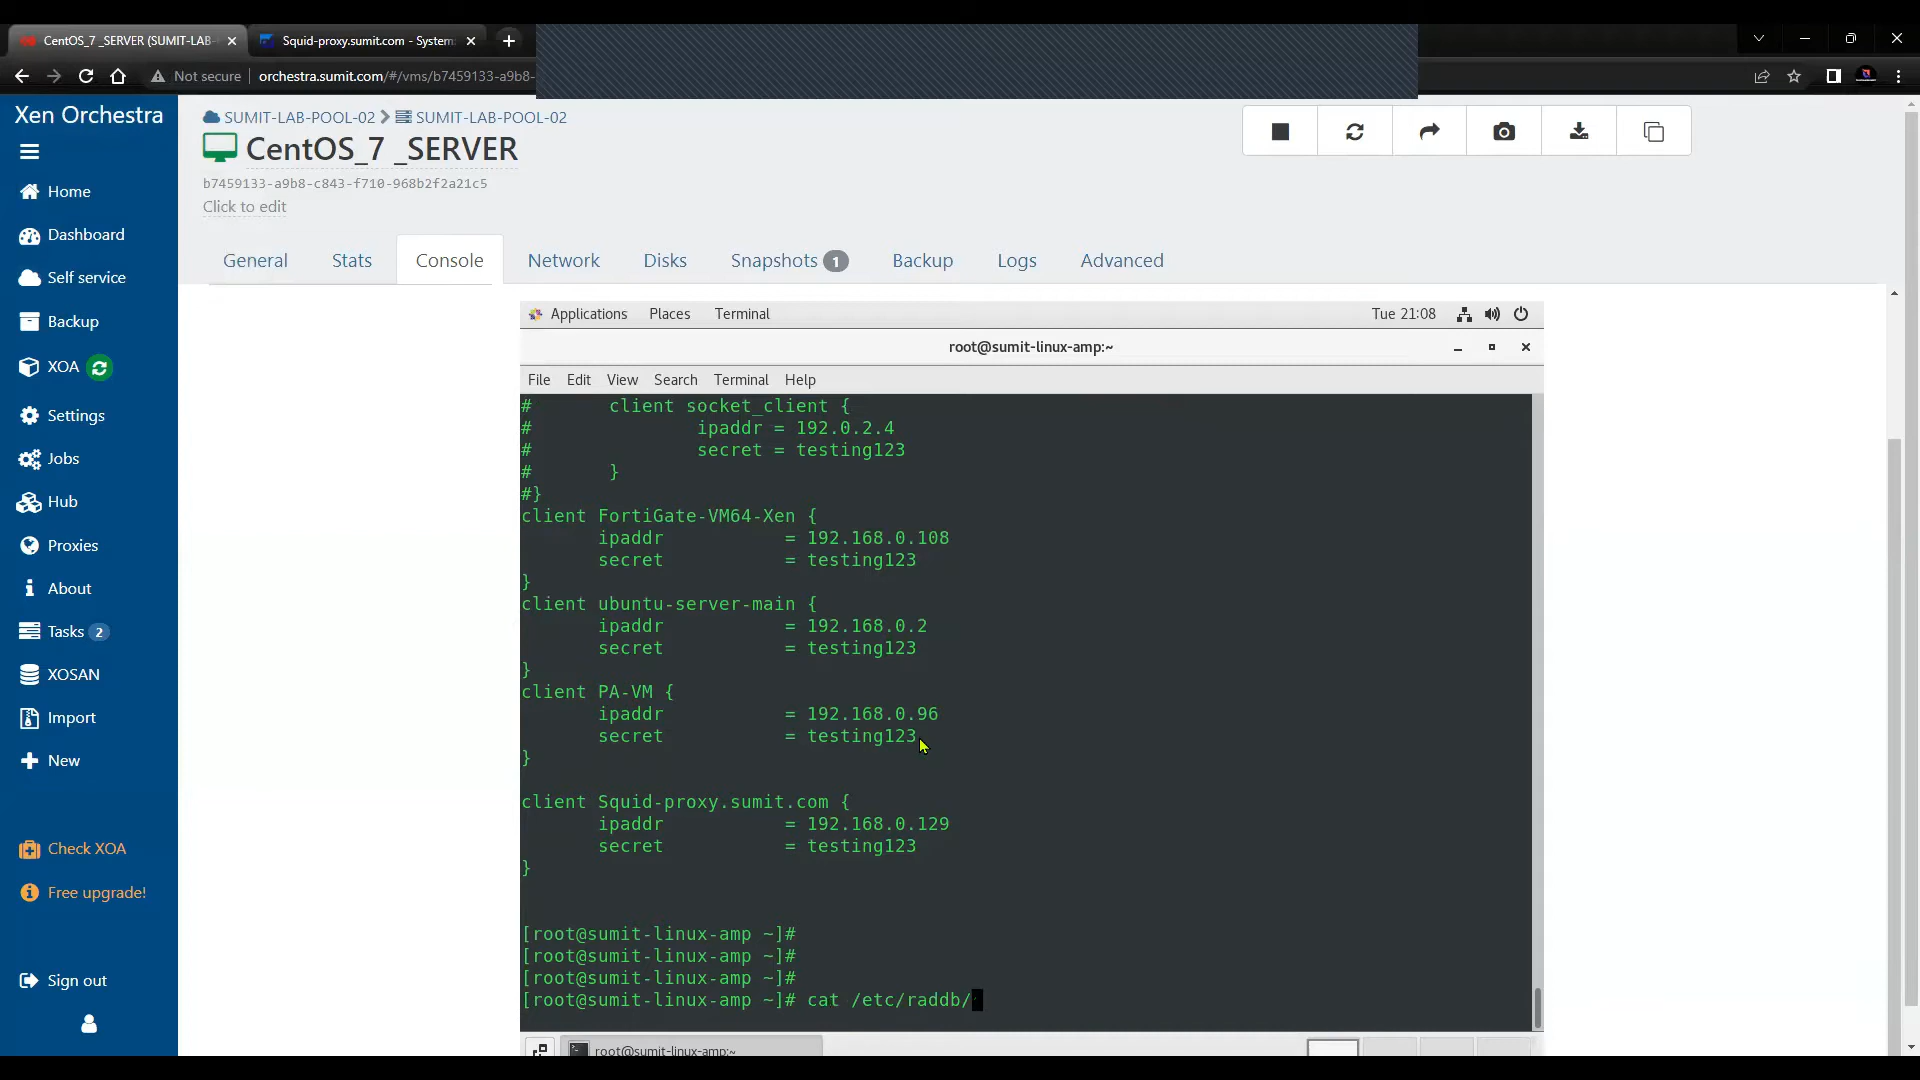 CentOS_7 _SERVER (SUMIT-LAB-
Squid-proxy.sumit.com - System
Not secure
orchestra.sumit.com/#/vms/b7459133-a9b8-
Xen Orchestra
Home
Dashboard
Self service
Backup
XOA
Settings
Jobs
Hub
Proxies
About
Tasks 2
XOSAN
Import
New
Check XOA
Free upgrade!
Sign out
SUMIT-LAB-POOL-02 SUMIT-LAB-POOL-02
CentOS_7 _SERVER
b7459133-a9b8-c843-f710-968b2f2a21c5
Click to edit
General Stats Console Network Disks Snapshots 1 Backup Logs Advanced
Applications Places Terminal Tue 21:08
root@sumit-linux-amp:~
File Edit View Search Terminal Help
# client socket_client {
# ipaddr = 192.0.2.4
# secret = testing123
# }
#}
client FortiGate-VM64-Xen {
ipaddr = 192.168.0.108
secret = testing123
}
client ubuntu-server-main {
ipaddr = 192.168.0.2
secret = testing123
}
client PA-VM {
ipaddr = 192.168.0.96
secret = testing123
}
client Squid-proxy.sumit.com {
ipaddr = 192.168.0.129
secret = testing123
}
[root@sumit-linux-amp ~]#
[root@sumit-linux-amp ~]#
[root@sumit-linux-amp ~]#
[root@sumit-linux-amp ~]# cat /etc/raddb/
root@sumit-linux-amp:~